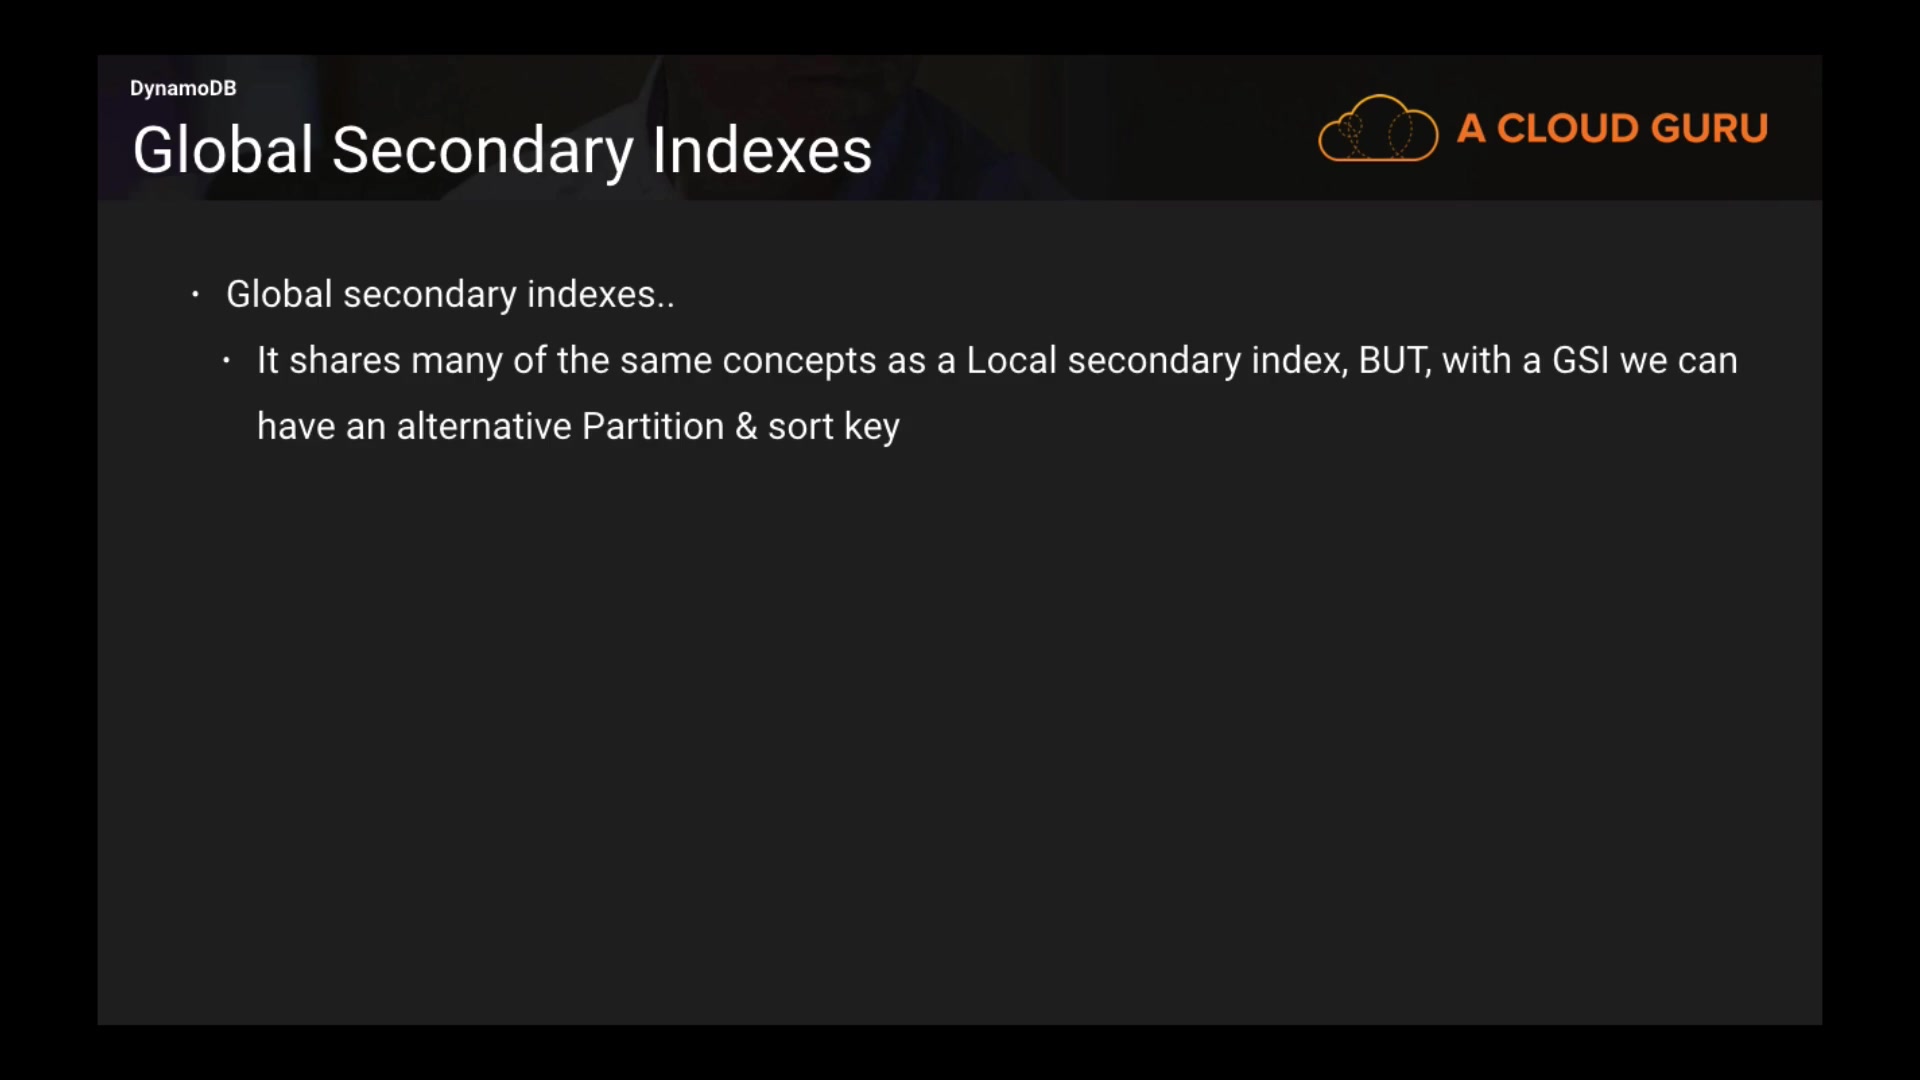 DynamoDB
Global Secondary Indexes
A CLOUD GURU
· Global secondary indexes..
· It shares many of the same concepts as a Local secondary index, BUT, with a GSI we can
have an alternative Partition & sort key